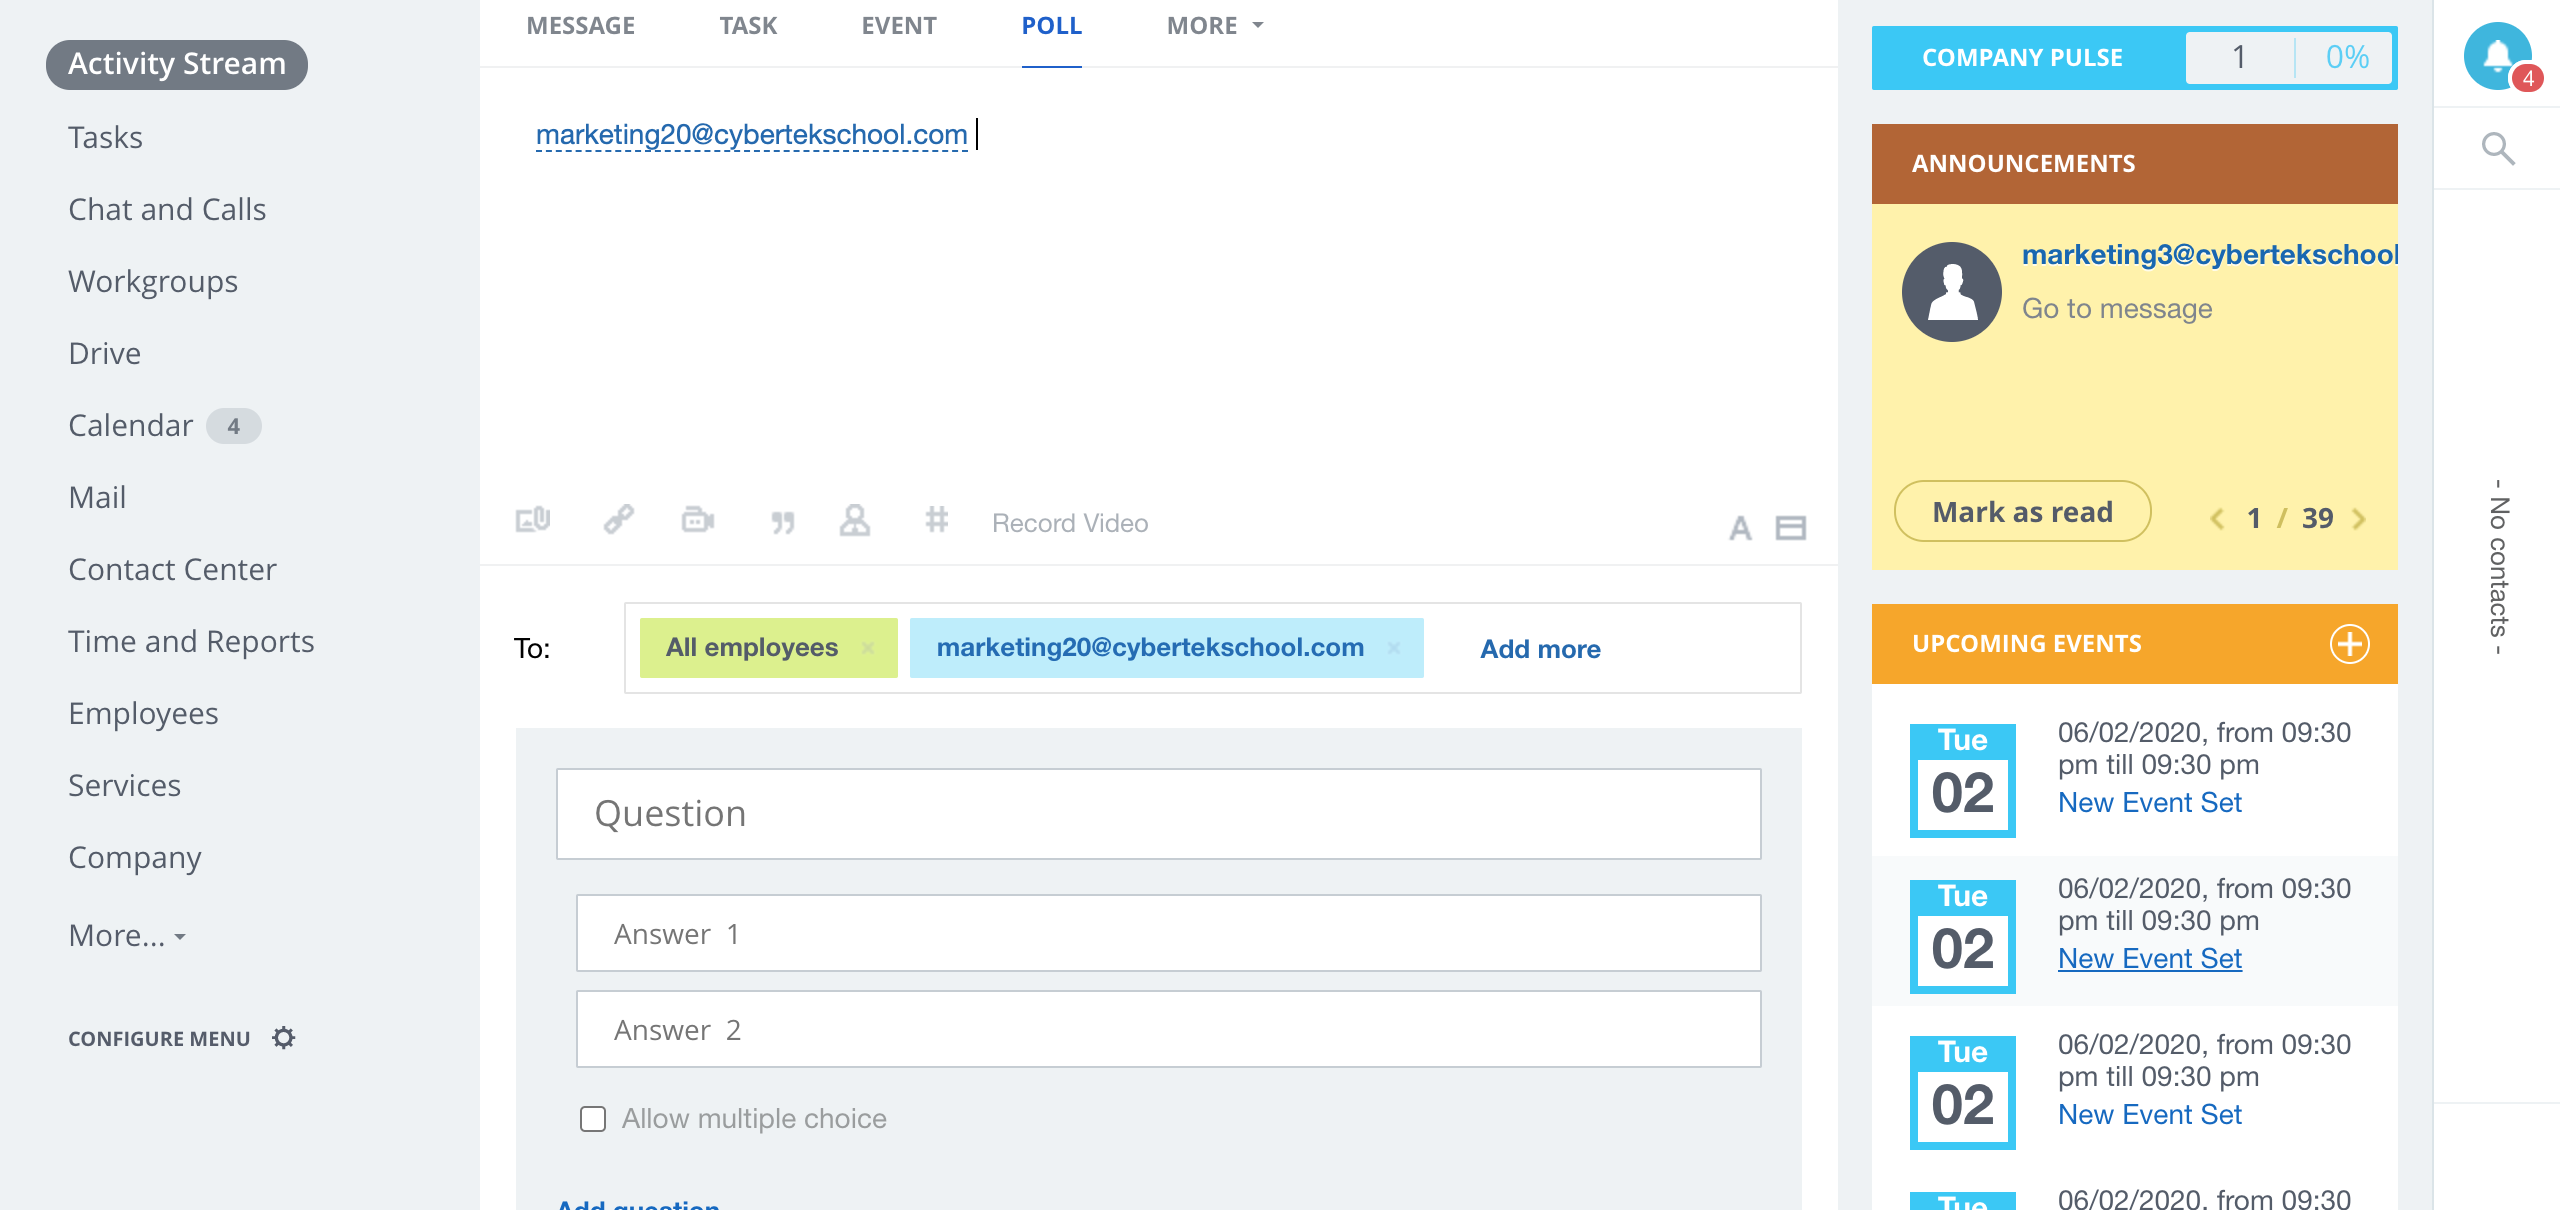 Activity Stream
Tasks
Chat and Calls
Workgroups
Drive
Calendar 4
Mail
Contact Center
Time and Reports
Employees
Services
Company
More...
CONFIGURE MENU
MESSAGE TASK EVENT POLL MORE
marketing20@cybertekschool.com
Record Video
A
To: All employees × marketing20@cybertekschool.com × Add more
Question
Answer 1
Answer 2
Allow multiple choice
Add question
COMPANY PULSE 1 0%
ANNOUNCEMENTS
marketing3@cybertekschool
Go to message
Mark as read 1 / 39
UPCOMING EVENTS
Tue
02
06/02/2020, from 09:30
pm till 09:30 pm
New Event Set
Tue
02
06/02/2020, from 09:30
pm till 09:30 pm
New Event Set
Tue
02
06/02/2020, from 09:30
pm till 09:30 pm
New Event Set
Tue
06/02/2020, from 09:30
4
- No contacts -